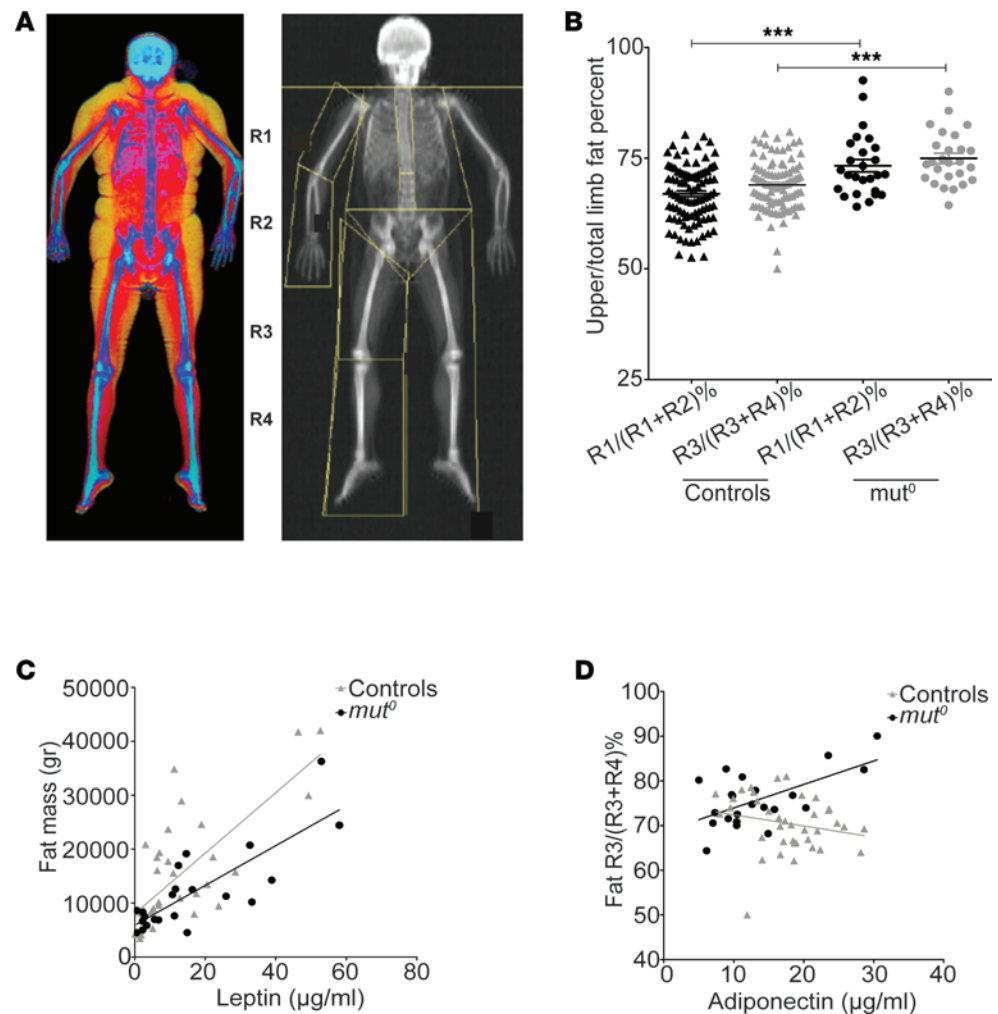 A
R1
R2
R3
R4
B
Upper/total limb fat percent
100
75
50
25
***
***
R1/(R1+R2)%
R3/(R3+R4)%
R1/(R1+R2)%
R3/(R3+R4)%
Controls
mut⁰
C
Controls
mut⁰
Fat mass (gr)
50000
40000
30000
20000
10000
0
0 20 40 60 80
Leptin (μg/ml)
D
Controls
mut⁰
Fat R3/(R3+R4)%
100
90
80
70
60
50
40
0 10 20 30 40
Adiponectin (μg/ml)